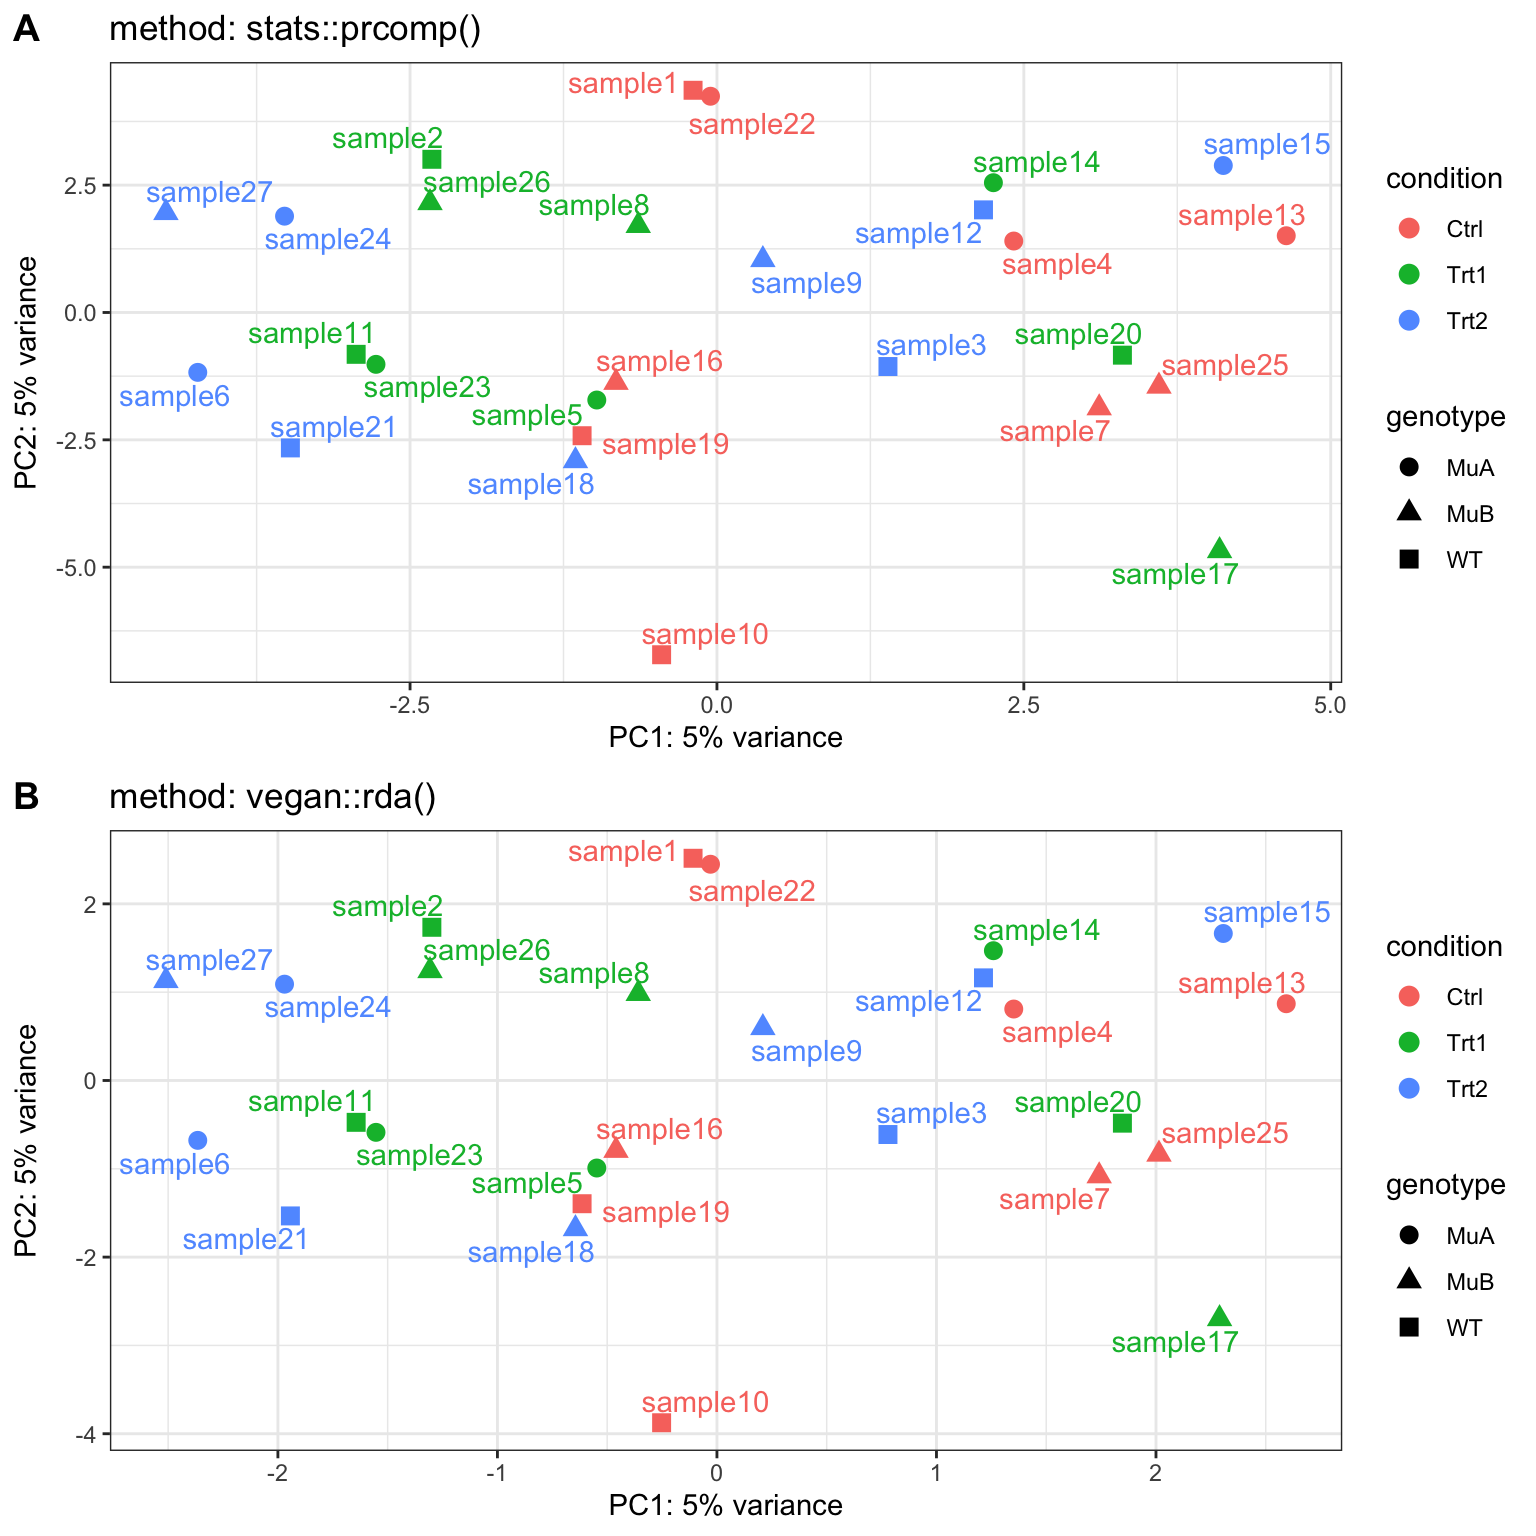 A method: stats::prcomp()
sample1
sample22
sample2
sample15
sample14
sample26
sample27
sample8
sample13
sample24
sample12
sample4
sample9
sample11
sample20
sample3
sample16
sample25
sample23
sample6
sample5
sample21
sample7
sample19
sample18
sample17
sample10
2.5
0.0
-2.5
-5.0
-2.5 0.0 2.5 5.0
PC1: 5% variance
PC2: 5% variance
condition
Ctrl
Trt1
Trt2
genotype
MuA
MuB
WT
B method: vegan::rda()
sample1
sample22
sample2
sample15
sample14
sample26
sample27
sample8
sample13
sample24
sample12
sample4
sample9
sample11
sample20
sample3
sample16
sample25
sample23
sample6
sample5
sample7
sample19
sample21
sample18
sample17
sample10
2
0
-2
-4
-2 -1 0 1 2
PC1: 5% variance
PC2: 5% variance
condition
Ctrl
Trt1
Trt2
genotype
MuA
MuB
WT